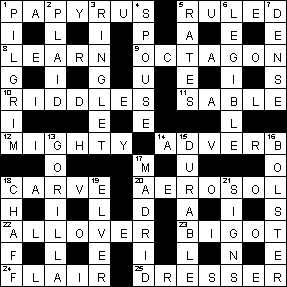 1 P A 2 P Y 3 R U 4 S 5 R U 6 L E 7 D
I L I P A E E
8 L E A R N 9 O C T A G O N
G I G U E I S
10 R I D D L E S 11 S A B L E
I E E L
12 M I 13 G H T Y 14 A 15 D V E R 16 B
O 17 M U O
18 C A R V 19 E 20 A E R O 21 S O L
H I L D A I S
22 A L L O V E R 23 B I G O T
F L E I L N E
24 F L A I R 25 D R E S S E R